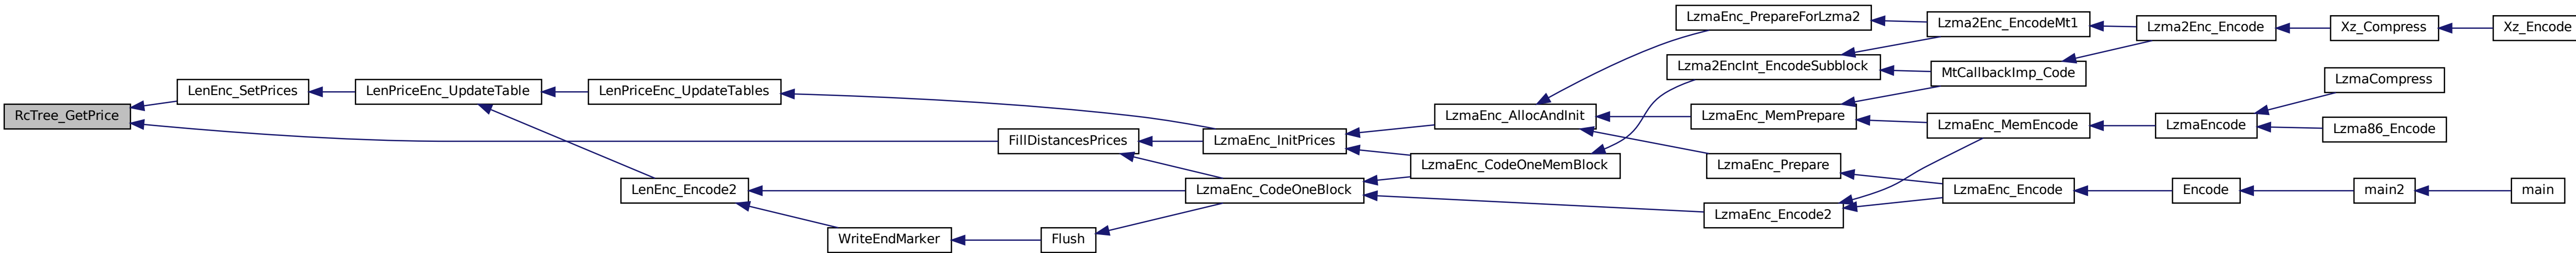 RcTree_GetPrice
LenEnc_SetPrices
LenPriceEnc_UpdateTable
LenPriceEnc_UpdateTables
LenEnc_Encode2
WriteEndMarker
FillDistancesPrices
Flush
LzmaEnc_InitPrices
LzmaEnc_CodeOneBlock
LzmaEnc_AllocAndInit
LzmaEnc_CodeOneMemBlock
LzmaEnc_PrepareForLzma2
Lzma2EncInt_EncodeSubblock
LzmaEnc_MemPrepare
LzmaEnc_Prepare
LzmaEnc_Encode2
Lzma2Enc_EncodeMt1
MtCallbackImp_Code
LzmaEnc_MemEncode
LzmaEnc_Encode
Lzma2Enc_Encode
LzmaEncode
Encode
Xz_Compress
LzmaCompress
Lzma86_Encode
main2
Xz_Encode
main